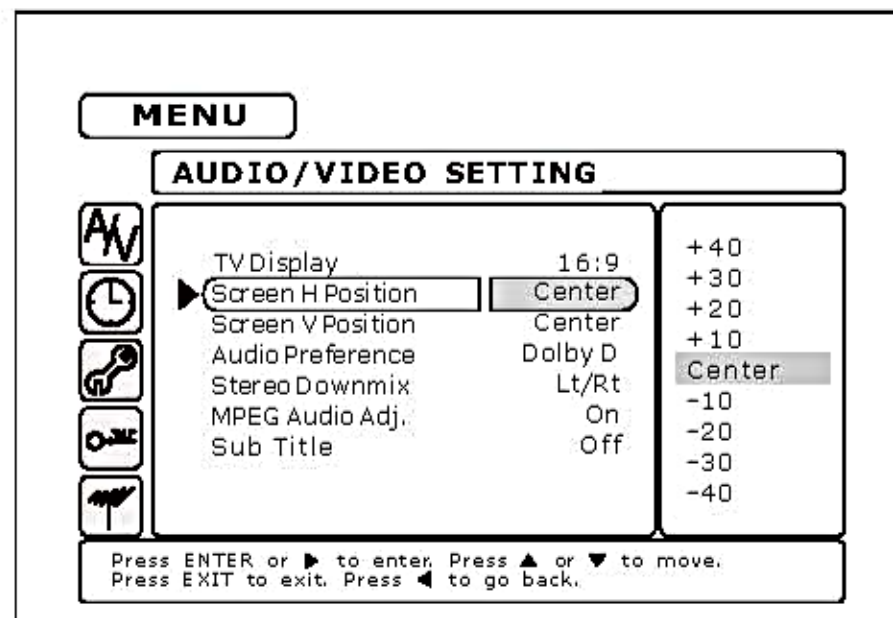 MENU
AUDIO/VIDEO SETTING
A/V
TV Display 16:9
Screen H Position Center
Screen V Position Center
Audio Preference Dolby D
Stereo Downmix Lt/Rt
MPEG Audio Adj. On
Sub Title Off
+40
+30
+20
+10
Center
-10
-20
-30
-40
Press ENTER or ▶ to enter. Press ▲ or ▼ to move.
Press EXIT to exit. Press ◀ to go back.